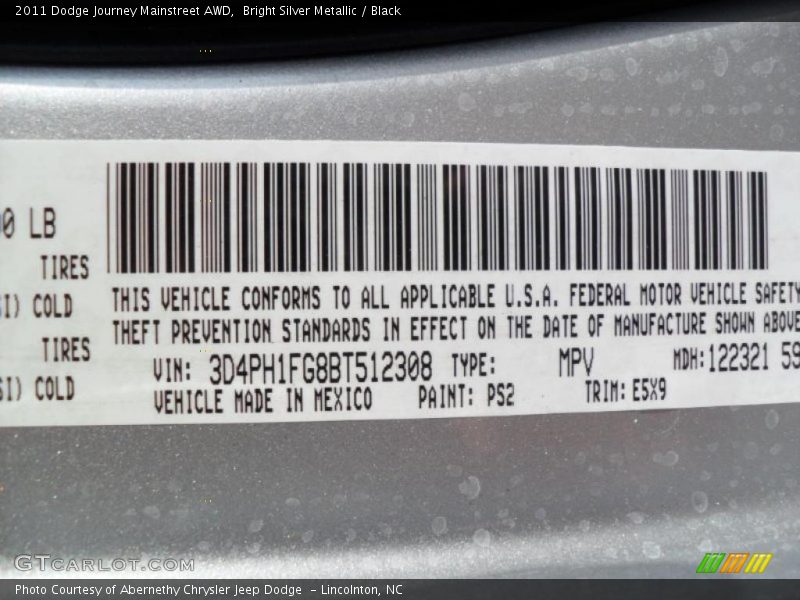 2011 Dodge Journey Mainstreet AWD,  Bright Silver Metallic / Black
LB
TIRES
COLD
TIRES
COLD
THIS VEHICLE CONFORMS TO ALL APPLICABLE U.S.A. FEDERAL MOTOR VEHICLE SAFETY
THEFT PREVENTION STANDARDS IN EFFECT ON THE DATE OF MANUFACTURE SHOWN ABOVE
VIN: 3D4PH1FG8BT512308 TYPE: MPV MDH: 122321 59
VEHICLE MADE IN MEXICO PAINT: PS2 TRIM: E5X9
GTcarlot.com
Photo Courtesy of Abernethy Chrysler Jeep Dodge  - Lincolnton, NC